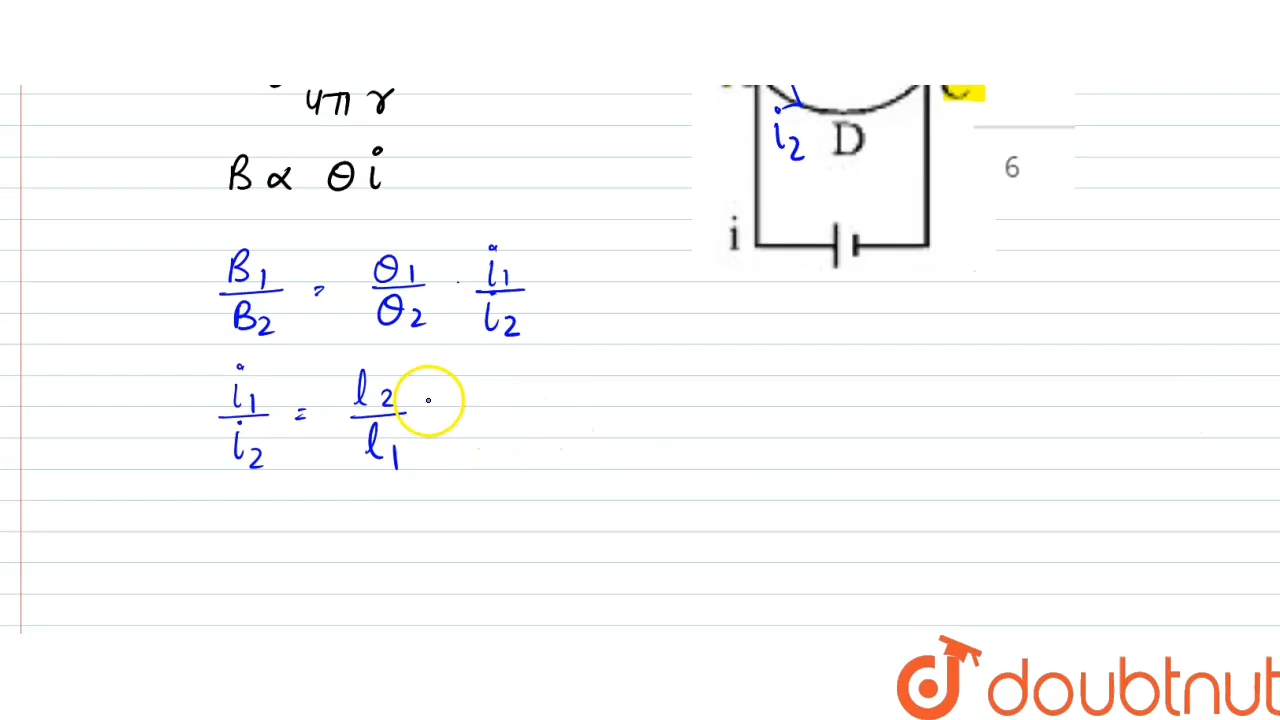 4π r
B ∝ θ i
B1/B2 = θ1/θ2 · i1/i2
i1/i2 = l2/l1
i2
D
C
6
i
doubtnut